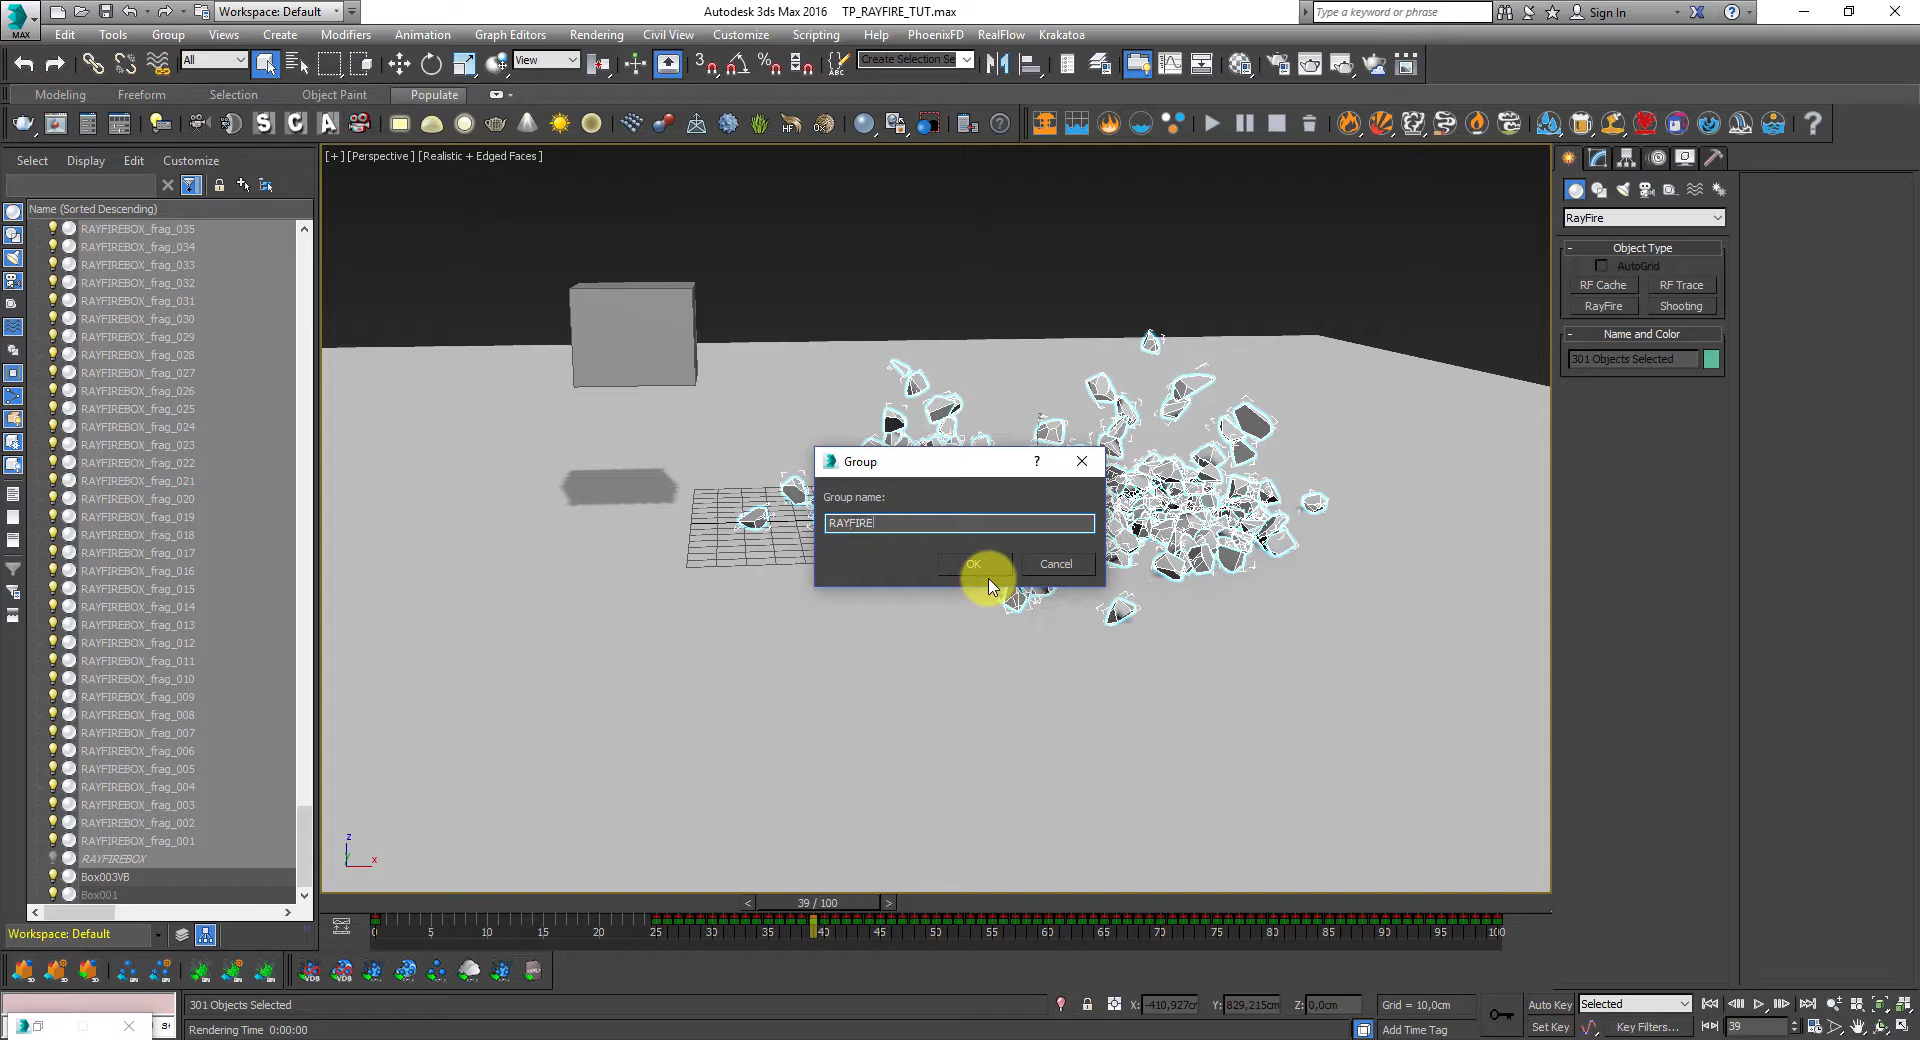 Workspace: Default
Autodesk 3ds Max 2016 TP_RAYFIRE_TUT.max
Type a keyword or phrase
Sign In
MAX
Edit Tools Group Views Create Modifiers Animation Graph Editors Rendering Civil View Customize Scripting Help PhoenixFD RealFlow Krakatoa
All
View
Create Selection Se
Modeling Freeform Selection Object Paint Populate
Select Display Edit Customize
[+] [Perspective ] [Realistic + Edged Faces ]
Name (Sorted Descending)
RAYFIREBOX_frag_035
RAYFIREBOX_frag_034
RAYFIREBOX_frag_033
RAYFIREBOX_frag_032
RAYFIREBOX_frag_031
RAYFIREBOX_frag_030
RAYFIREBOX_frag_029
RAYFIREBOX_frag_028
RAYFIREBOX_frag_027
RAYFIREBOX_frag_026
RAYFIREBOX_frag_025
RAYFIREBOX_frag_024
RAYFIREBOX_frag_023
RAYFIREBOX_frag_022
RAYFIREBOX_frag_021
RAYFIREBOX_frag_020
RAYFIREBOX_frag_019
RAYFIREBOX_frag_018
RAYFIREBOX_frag_017
RAYFIREBOX_frag_016
RAYFIREBOX_frag_015
RAYFIREBOX_frag_014
RAYFIREBOX_frag_013
RAYFIREBOX_frag_012
RAYFIREBOX_frag_011
RAYFIREBOX_frag_010
RAYFIREBOX_frag_009
RAYFIREBOX_frag_008
RAYFIREBOX_frag_007
RAYFIREBOX_frag_006
RAYFIREBOX_frag_005
RAYFIREBOX_frag_004
RAYFIREBOX_frag_003
RAYFIREBOX_frag_002
RAYFIREBOX_frag_001
RAYFIREBOX
Box003VB
Box001
Group
Group name:
RAYFIRE
OK Cancel
RayFire
Object Type
AutoGrid
RF Cache RF Trace
RayFire Shooting
Name and Color
301 Objects Selected
z
x
39 / 100
0 5 10 15 20 25 30 35 40 45 50 55 60 65 70 75 80 85 90 95 100
Workspace: Default
301 Objects Selected
X: -410,927cm Y: 829,215cm Z: 0,0cm Grid = 10,0cm
Auto Key Selected
Rendering Time 0:00:00
Add Time Tag
Set Key Key Filters...
39